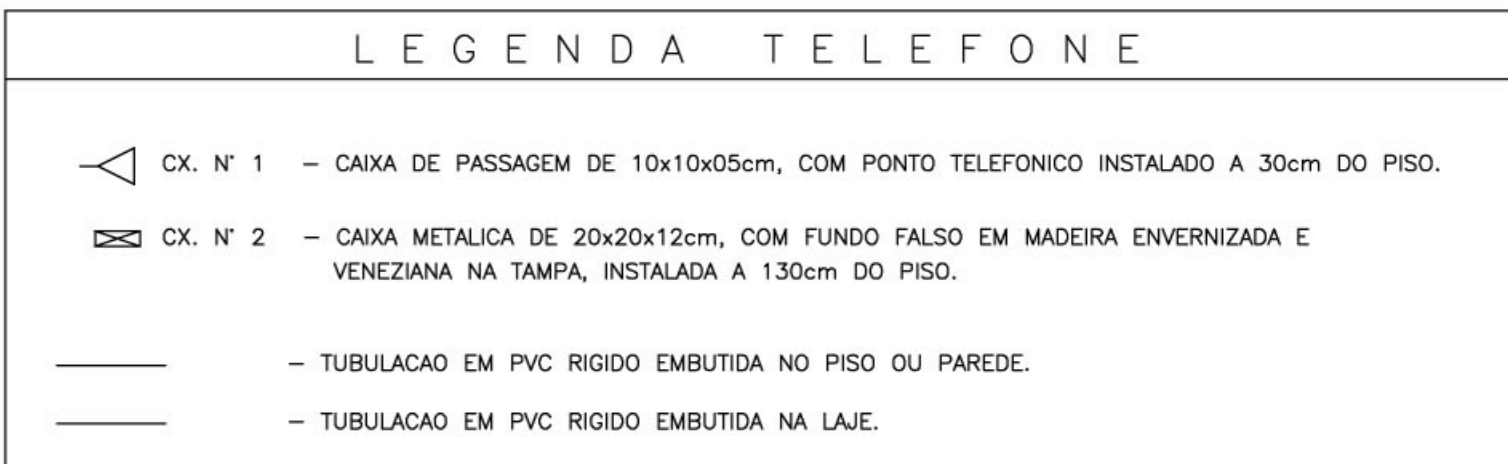 LEGENDA TELEFONE
CX. N° 1 – CAIXA DE PASSAGEM DE 10x10x05cm, COM PONTO TELEFONICO INSTALADO A 30cm DO PISO.
CX. N° 2 – CAIXA METALICA DE 20x20x12cm, COM FUNDO FALSO EM MADEIRA ENVERNIZADA E
VENEZIANA NA TAMPA, INSTALADA A 130cm DO PISO.
– TUBULACAO EM PVC RIGIDO EMBUTIDA NO PISO OU PAREDE.
– TUBULACAO EM PVC RIGIDO EMBUTIDA NA LAJE.